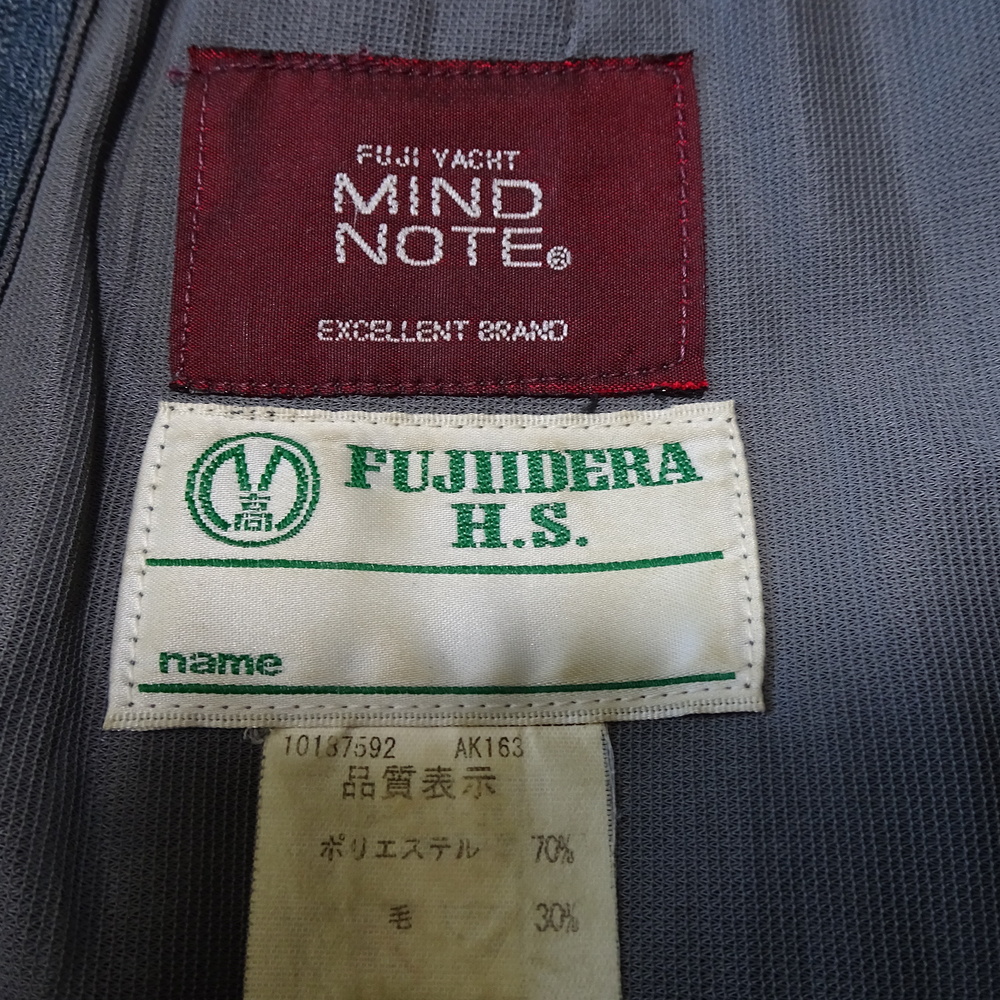 FUJI YACHT
MIND
NOTE®
EXCELLENT BRAND
高
FUJIIDERA
H.S.
name
10137592 AK163
品質表示
ポリエステル 70%
毛 30%